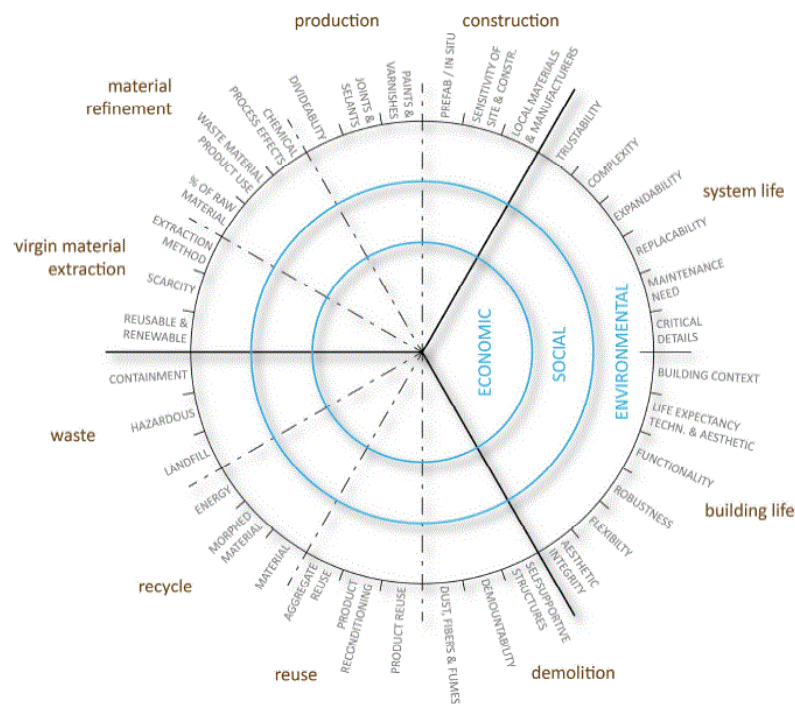 production
construction
material
refinement
virgin material
extraction
system life
building life
waste
recycle
reuse
demolition
PREFAB / IN SITU
SENSITIVITY OF
SITE & CONSTR.
LOCAL MATERIALS
& MANUFACTURERS
TRUSTABILITY
COMPLEXITY
EXPANDABILITY
REPLACABILITY
MAINTENANCE
NEED
CRITICAL
DETAILS
BUILDING CONTEXT
LIFE EXPECTANCY
TECHN. & AESTHETIC
FUNCTIONALITY
ROBUSTNESS
FLEXIBILTY
AESTHETIC
INTEGRITY
SELFSUPPORTIVE
STRUCTURES
DEMOUNTABILITY
DUST, FIBERS & FUMES
PRODUCT REUSE
PRODUCT
RECONDITIONING
AGGREGATE
REUSE
MATERIAL
MORPHED
MATERIAL
ENERGY
LANDFILL
HAZARDOUS
CONTAINMENT
REUSABLE &
RENEWABLE
SCARCITY
EXTRACTION
METHOD
% OF RAW
MATERIAL
WASTE MATERIAL
PRODUCT USE
CHEMICAL
PROCESS EFFECTS
DIVIDEABLITY
JOINTS &
SELANTS
PAINTS &
VARNISHES
ECONOMIC
SOCIAL
ENVIRONMENTAL